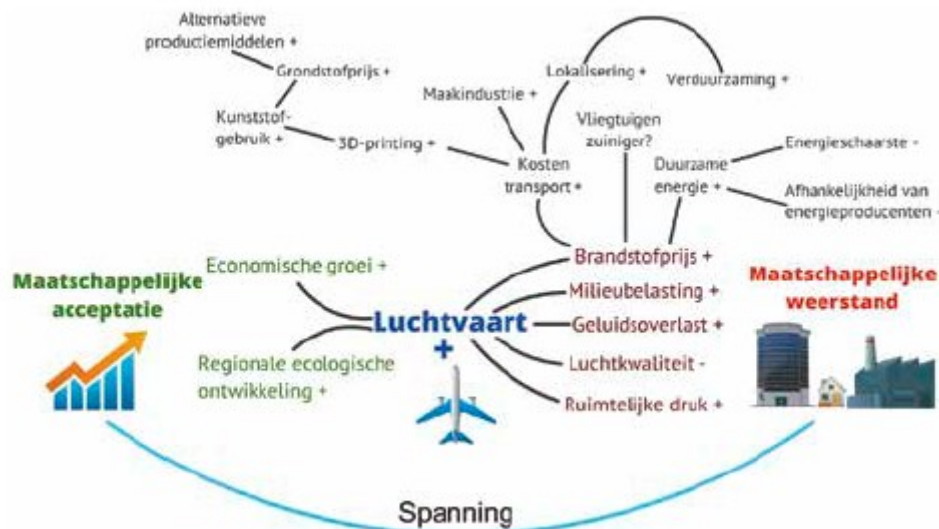 Alternatieve
productiemiddelen +
Grondstofprijs +
Kunststof-
gebruik +
3D-printing +
Maakindustrie +
Lokalisering +
Verduurzaming +
Vliegtuigen
zuiniger?
Kosten
transport +
Duurzame
energie +
Energieschaarste -
Afhankelijkheid van
energieproducenten -
Maatschappelijke
acceptatie
Economische groei +
Regionale ecologische
ontwikkeling +
Luchtvaart
+
Brandstofprijs +
Milieubelasting +
Geluidsoverlast +
Luchtkwaliteit -
Ruimtelijke druk +
Maatschappelijke
weerstand
Spanning